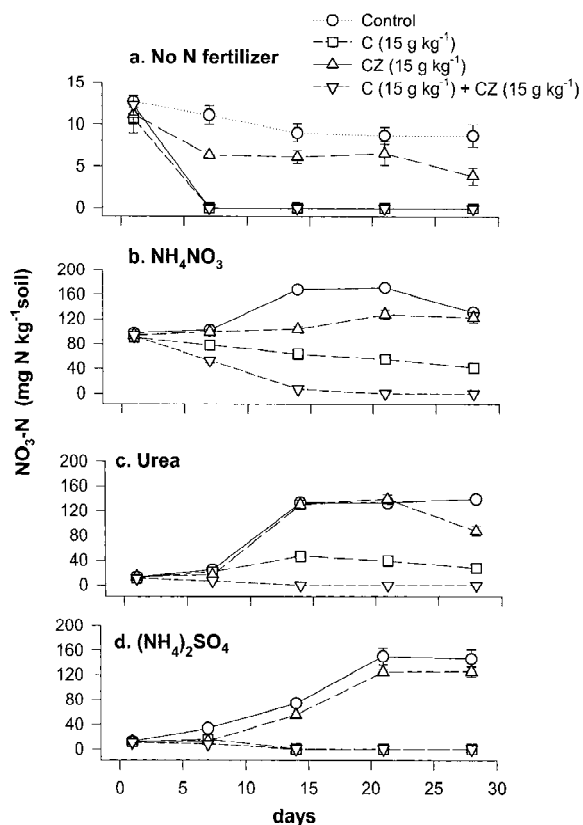 Control
C (15 g kg⁻¹)
CZ (15 g kg⁻¹)
C (15 g kg⁻¹) + CZ (15 g kg⁻¹)
a. No N fertilizer
15
10
5
0
b. NH₄NO₃
200
160
120
80
40
0
NO₃-N (mg N kg⁻¹soil)
c. Urea
200
160
120
80
40
0
d. (NH₄)₂SO₄
200
160
120
80
40
0
0 5 10 15 20 25 30
days